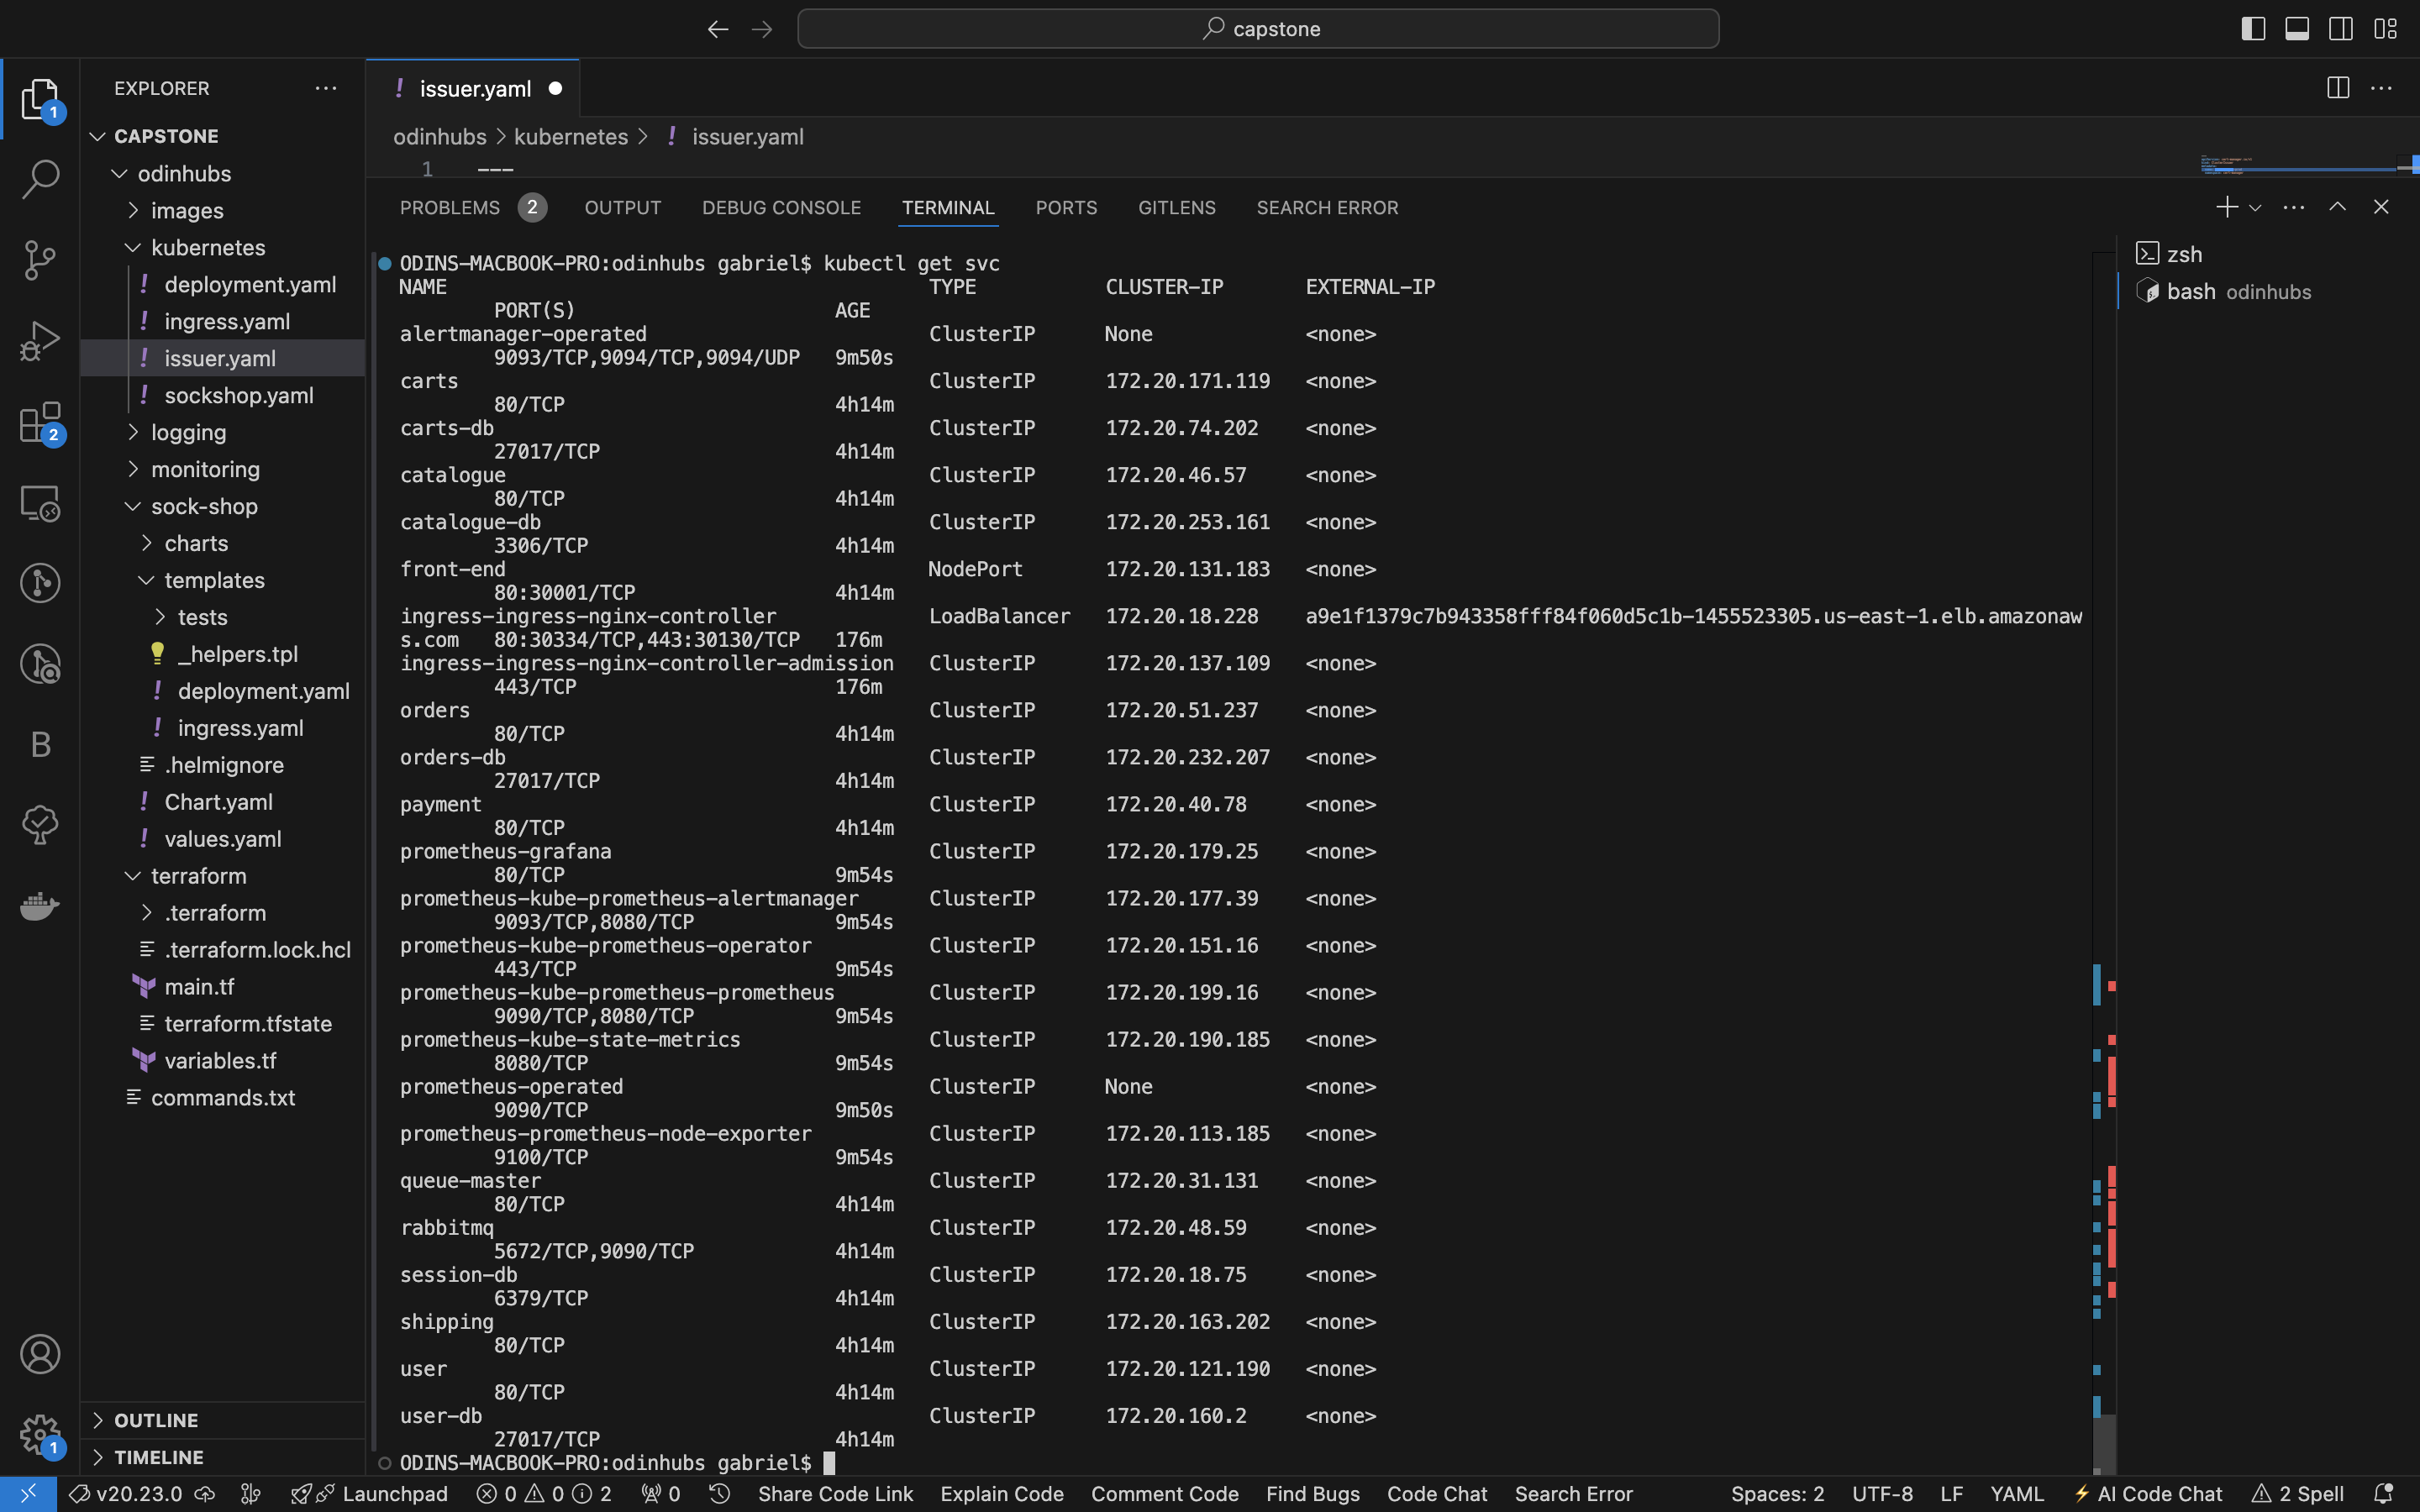 capstone
EXPLORER
issuer.yaml
1
CAPSTONE
odinhubs > kubernetes > ! issuer.yaml
odinhubs
1 ---
images
PROBLEMS 2 OUTPUT DEBUG CONSOLE TERMINAL PORTS GITLENS SEARCH ERROR
kubernetes
deployment.yaml
ingress.yaml
issuer.yaml
sockshop.yaml
logging
2
monitoring
sock-shop
charts
templates
tests
_helpers.tpl
deployment.yaml
ingress.yaml
B
.helmignore
Chart.yaml
values.yaml
terraform
.terraform
.terraform.lock.hcl
main.tf
terraform.tfstate
variables.tf
commands.txt
OUTLINE
1
TIMELINE
ODINS-MACBOOK-PRO:odinhubs gabriel$ kubectl get svc
NAME TYPE CLUSTER-IP EXTERNAL-IP
PORT(S) AGE
alertmanager-operated ClusterIP None <none>
9093/TCP,9094/TCP,9094/UDP 9m50s
carts ClusterIP 172.20.171.119 <none>
80/TCP 4h14m
carts-db ClusterIP 172.20.74.202 <none>
27017/TCP 4h14m
catalogue ClusterIP 172.20.46.57 <none>
80/TCP 4h14m
catalogue-db ClusterIP 172.20.253.161 <none>
3306/TCP 4h14m
front-end NodePort 172.20.131.183 <none>
80:30001/TCP 4h14m
ingress-ingress-nginx-controller LoadBalancer 172.20.18.228 a9e1f1379c7b943358fff84f060d5c1b-1455523305.us-east-1.elb.amazonaw
s.com 80:30334/TCP,443:30130/TCP 176m
ingress-ingress-nginx-controller-admission ClusterIP 172.20.137.109 <none>
443/TCP 176m
orders ClusterIP 172.20.51.237 <none>
80/TCP 4h14m
orders-db ClusterIP 172.20.232.207 <none>
27017/TCP 4h14m
payment ClusterIP 172.20.40.78 <none>
80/TCP 4h14m
prometheus-grafana ClusterIP 172.20.179.25 <none>
80/TCP 9m54s
prometheus-kube-prometheus-alertmanager ClusterIP 172.20.177.39 <none>
9093/TCP,8080/TCP 9m54s
prometheus-kube-prometheus-operator ClusterIP 172.20.151.16 <none>
443/TCP 9m54s
prometheus-kube-prometheus-prometheus ClusterIP 172.20.199.16 <none>
9090/TCP,8080/TCP 9m54s
prometheus-kube-state-metrics ClusterIP 172.20.190.185 <none>
8080/TCP 9m54s
prometheus-operated ClusterIP None <none>
9090/TCP 9m50s
prometheus-prometheus-node-exporter ClusterIP 172.20.113.185 <none>
9100/TCP 9m54s
queue-master ClusterIP 172.20.31.131 <none>
80/TCP 4h14m
rabbitmq ClusterIP 172.20.48.59 <none>
5672/TCP,9090/TCP 4h14m
session-db ClusterIP 172.20.18.75 <none>
6379/TCP 4h14m
shipping ClusterIP 172.20.163.202 <none>
80/TCP 4h14m
user ClusterIP 172.20.121.190 <none>
80/TCP 4h14m
user-db ClusterIP 172.20.160.2 <none>
27017/TCP 4h14m
ODINS-MACBOOK-PRO:odinhubs gabriel$
zsh
bash odinhubs
v20.23.0 Launchpad 0 0 2 0 Share Code Link Explain Code Comment Code Find Bugs Code Chat Search Error Spaces: 2 UTF-8 LF YAML AI Code Chat 2 Spell